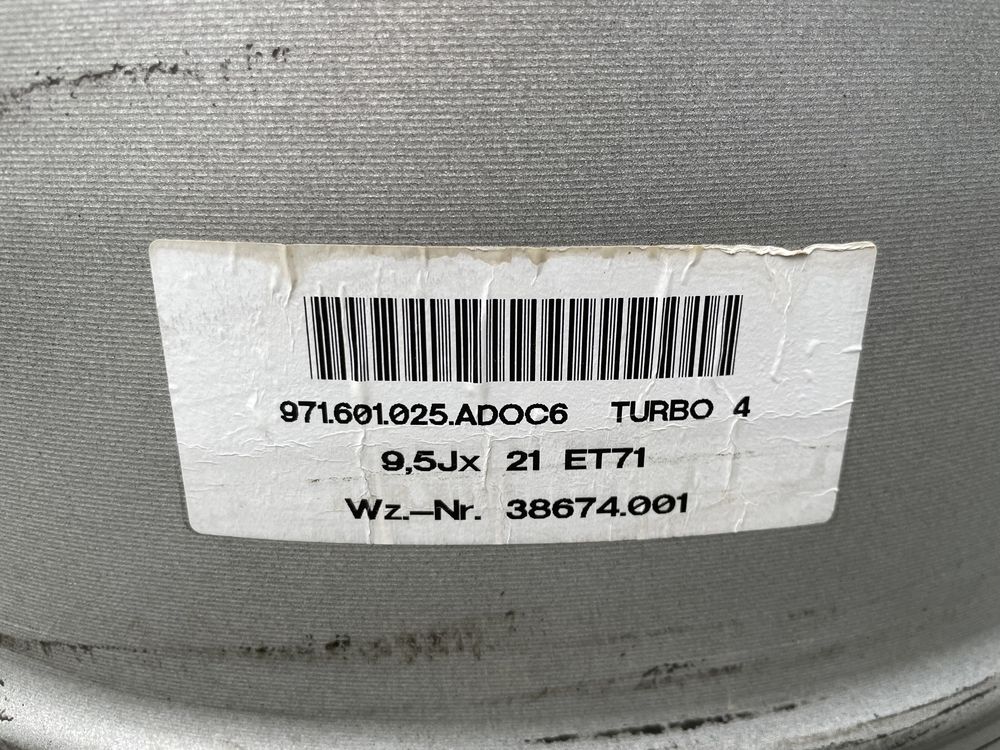 971.601.025.ADOC6 TURBO 4
9,5Jx 21 ET71
Wz.-Nr. 38674.001